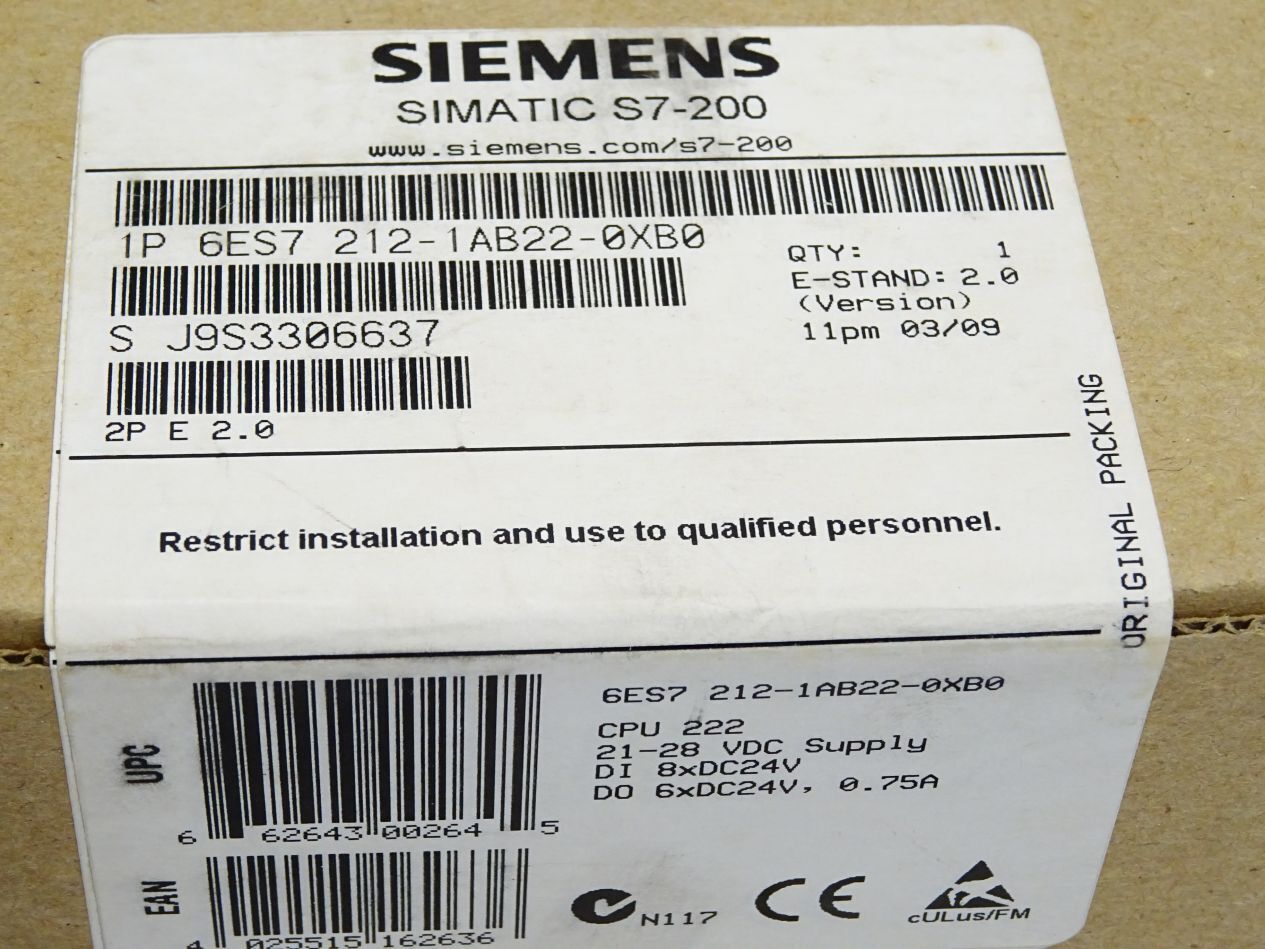 SIEMENS
SIMATIC S7-200
www.siemens.com/s7-200
1P 6ES7 212-1AB22-0XB0
QTY: 1
E-STAND: 2.0
(Version)
11pm 03/09
S J9S3306637
2P E 2.0
ORIGINAL PACKING
Restrict installation and use to qualified personnel.
6ES7 212-1AB22-0XB0
CPU 222
21-28 VDC Supply
DI 8xDC24V
DO 6xDC24V, 0.75A
UPC
6 62643 00264 5
EAN
4 025515 162636
N117
CE
cULus/FM